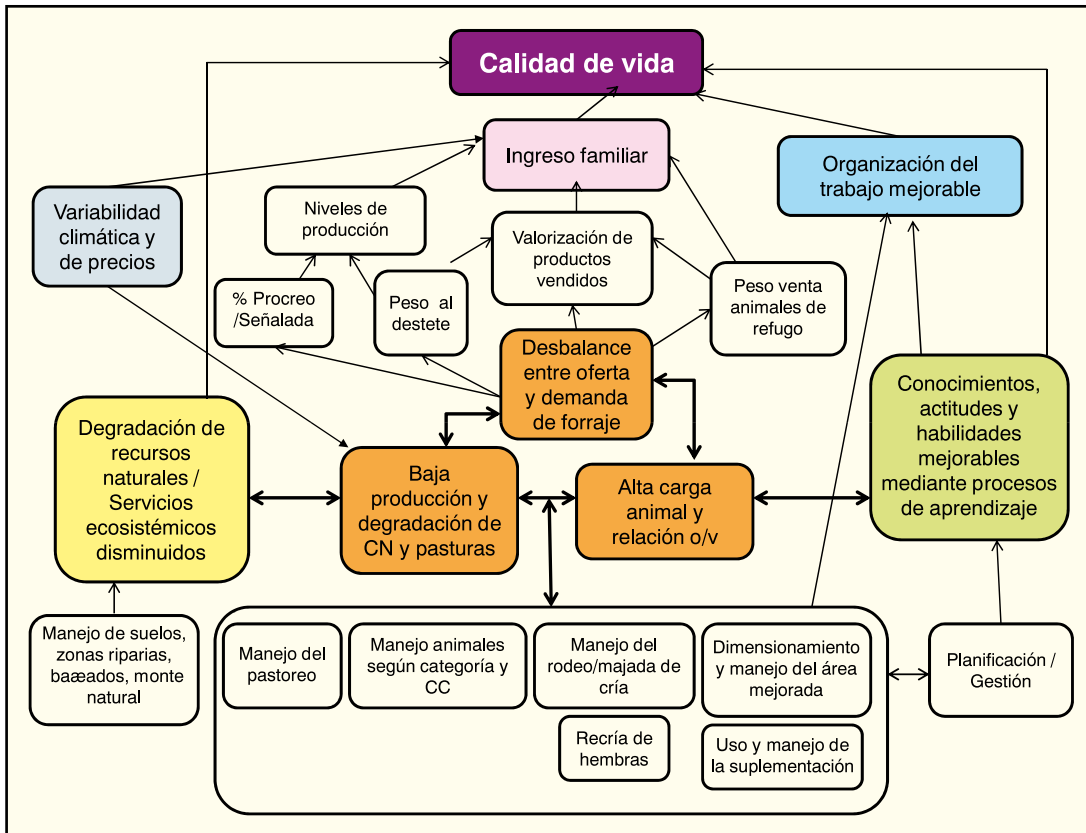 Calidad de vida
Ingreso familiar
Organización del
trabajo mejorable
Variabilidad
climática y
de precios
Niveles de
producción
Valorización de
productos
vendidos
% Procreo
/Señalada
Peso al
destete
Peso venta
animales de
refugo
Desbalance
entre oferta
y demanda
de forraje
Degradación de
recursos
naturales /
Servicios
ecosistémicos
disminuidos
Baja
producción y
degradación de
CN y pasturas
Alta carga
animal y
relación o/v
Conocimientos,
actitudes y
habilidades
mejorables
mediante procesos
de aprendizaje
Manejo de suelos,
zonas riparias,
baæeados, monte
natural
Manejo del
pastoreo
Manejo animales
según categoría y
CC
Manejo del
rodeo/majada de
cría
Dimensionamiento
y manejo del área
mejorada
Planificación /
Gestión
Recría de
hembras
Uso y manejo de
la suplementación